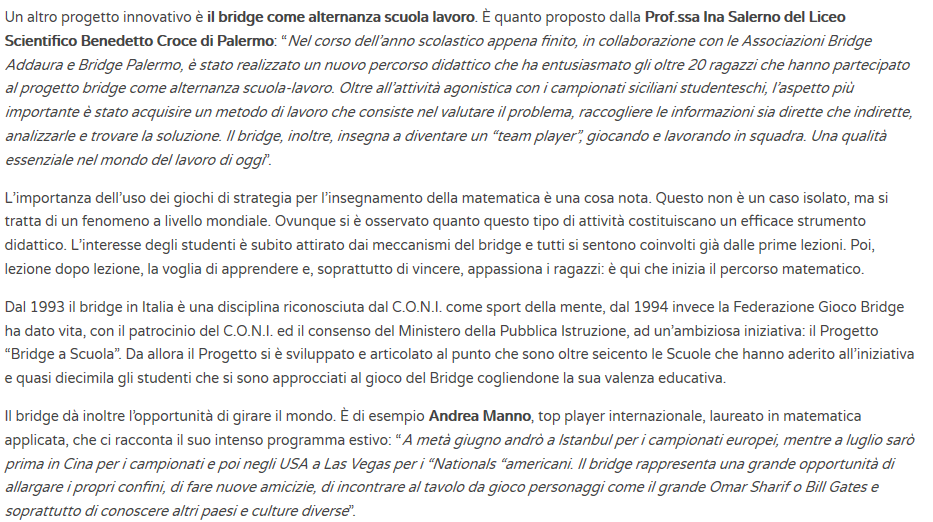 Un altro progetto innovativo è il bridge come alternanza scuola lavoro. È quanto proposto dalla Prof.ssa Ina Salerno del Liceo
Scientifico Benedetto Croce di Palermo: “Nel corso dell’anno scolastico appena finito, in collaborazione con le Associazioni Bridge
Addaura e Bridge Palermo, è stato realizzato un nuovo percorso didattico che ha entusiasmato gli oltre 20 ragazzi che hanno partecipato
al progetto bridge come alternanza scuola-lavoro. Oltre all’attività agonistica con i campionati siciliani studenteschi, l’aspetto più
importante è stato acquisire un metodo di lavoro che consiste nel valutare il problema, raccogliere le informazioni sia dirette che indirette,
analizzarle e trovare la soluzione. Il bridge, inoltre, insegna a diventare un “team player”, giocando e lavorando in squadra. Una qualità
essenziale nel mondo del lavoro di oggi”.
L’importanza dell’uso dei giochi di strategia per l’insegnamento della matematica è una cosa nota. Questo non è un caso isolato, ma si
tratta di un fenomeno a livello mondiale. Ovunque si è osservato quanto questo tipo di attività costituiscano un efficace strumento
didattico. L’interesse degli studenti è subito attirato dai meccanismi del bridge e tutti si sentono coinvolti già dalle prime lezioni. Poi,
lezione dopo lezione, la voglia di apprendere e, soprattutto di vincere, appassiona i ragazzi: è qui che inizia il percorso matematico.
Dal 1993 il bridge in Italia è una disciplina riconosciuta dal C.O.N.I. come sport della mente, dal 1994 invece la Federazione Gioco Bridge
ha dato vita, con il patrocinio del C.O.N.I. ed il consenso del Ministero della Pubblica Istruzione, ad un’ambiziosa iniziativa: il Progetto
“Bridge a Scuola”. Da allora il Progetto si è sviluppato e articolato al punto che sono oltre seicento le Scuole che hanno aderito all’iniziativa
e quasi diecimila gli studenti che si sono approcciati al gioco del Bridge cogliendone la sua valenza educativa.
Il bridge dà inoltre l’opportunità di girare il mondo. È di esempio Andrea Manno, top player internazionale, laureato in matematica
applicata, che ci racconta il suo intenso programma estivo: “A metà giugno andrò a Istanbul per i campionati europei, mentre a luglio sarò
prima in Cina per i campionati e poi negli USA a Las Vegas per i “Nationals “americani. Il bridge rappresenta una grande opportunità di
allargare i propri confini, di fare nuove amicizie, di incontrare al tavolo da gioco personaggi come il grande Omar Sharif o Bill Gates e
soprattutto di conoscere altri paesi e culture diverse”.